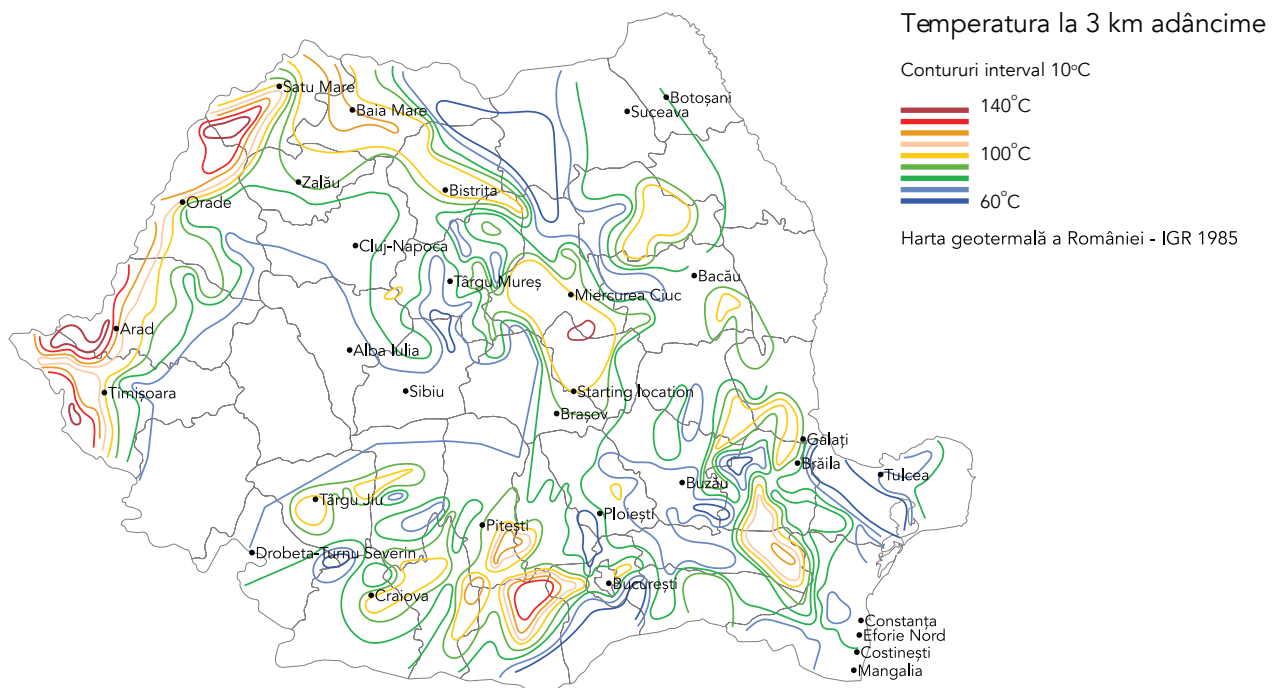 Temperatura la 3 km adâncime
Contururi interval 10°C
140°C
100°C
60°C
Harta geotermală a României - IGR 1985
Satu Mare
Baia Mare
Botoșani
Suceava
Zalău
Bistrița
Orade
Cluj-Napoca
Târgu Mureș
Bacău
Miercurea Ciuc
Arad
Alba Iulia
Timișoara
Sibiu
Starting location
Brașov
Galați
Brăila
Tulcea
Buzău
Târgu Jiu
Ploiești
Pitești
Drobeta-Turnu Severin
București
Craiova
Constanța
Eforie Nord
Costinești
Mangalia